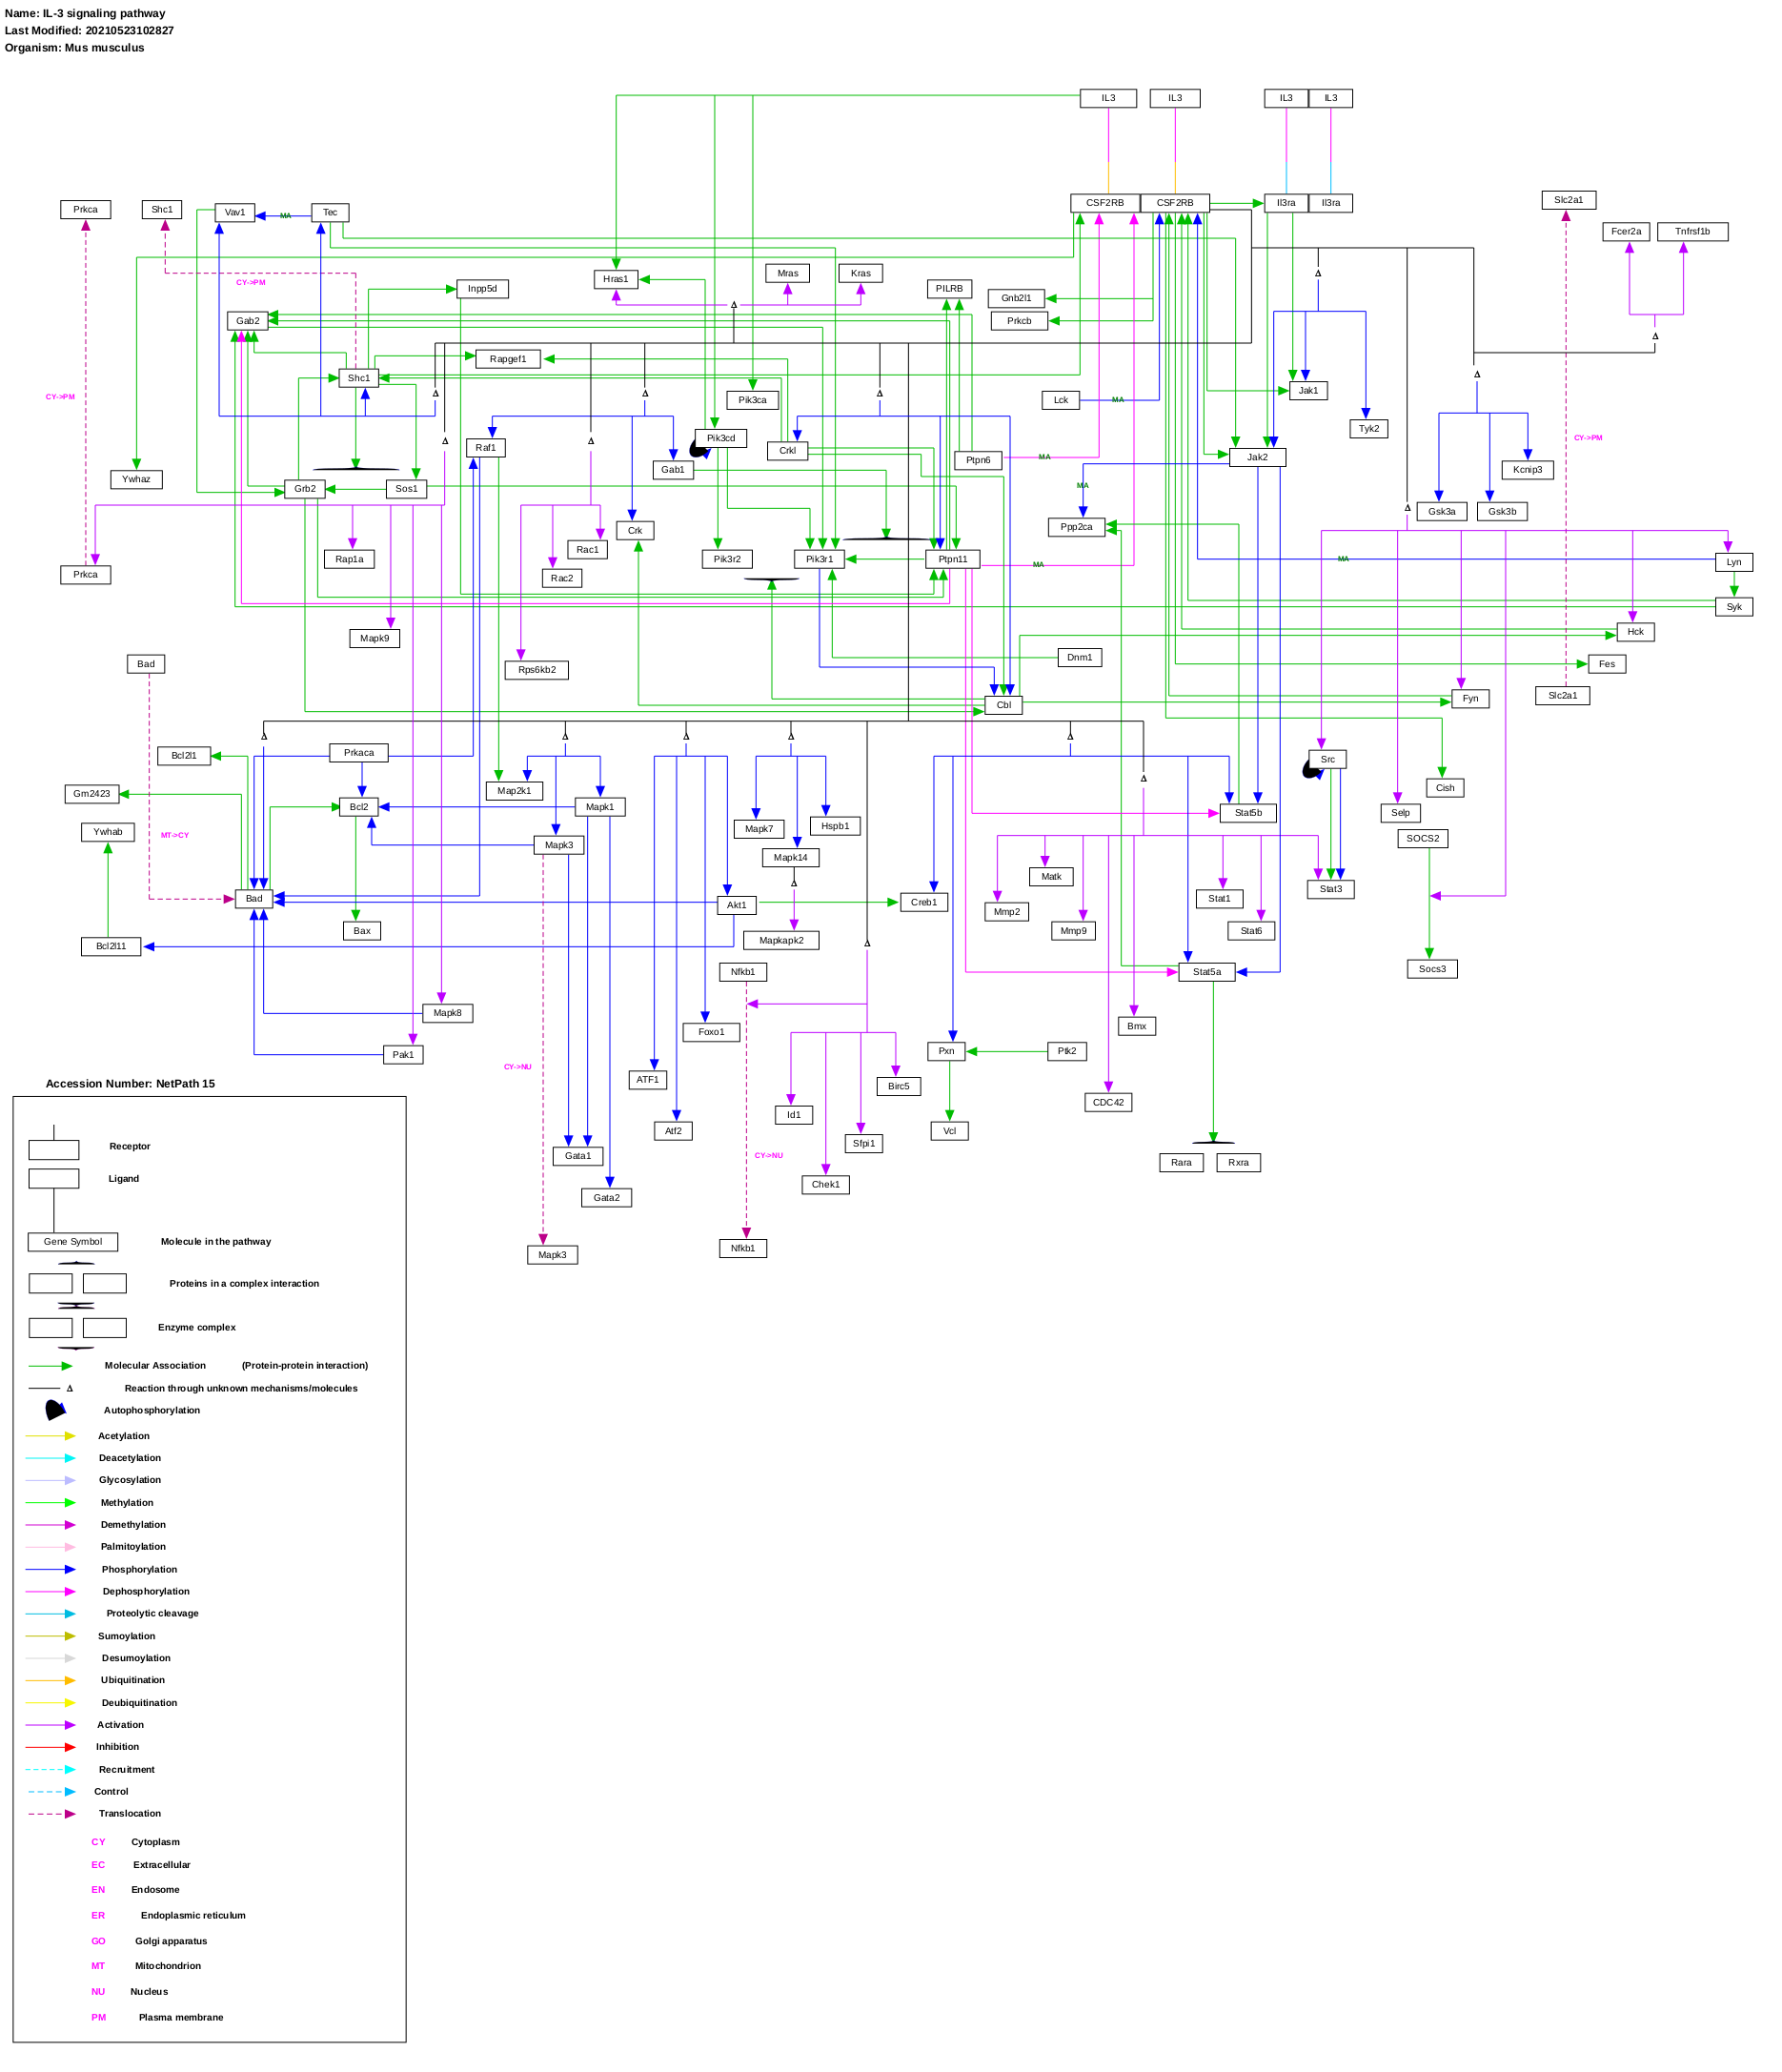 Name: IL-3 signaling pathway
Last Modified: 20210523102827
Organism: Mus musculus
IL3 IL3 IL3 IL3
Prkca Shc1 Vav1 MA Tec CSF2RB CSF2RB Il3ra Il3ra Slc2a1
Fcer2a Tnfrsf1b
CY->PM Inpp5d Hras1 Mras Kras PILRB Gnb2l1 Δ
Gab2 Δ Prkcb
Rapgef1 Δ
Shc1 Δ
CY->PM Δ Δ Δ Pik3ca Lck MA Jak1
Δ Δ Raf1 Pik3cd Tyk2 CY->PM
Crkl Ptpn6 MA Jak2
Ywhaz Gab1 Kcnip3
Grb2 Sos1 MA
Gsk3a Gsk3b Δ
Crk Ppp2ca
Rap1a Rac1 Pik3r2 Pik3r1 Ptpn11 MA MA Lyn
Prkca Rac2
Syk
Mapk9 Hck
Bad Rps6kb2 Dnm1 Fes
Cbl Fyn Slc2a1
Δ Δ Δ Δ Δ
Bcl2l1 Prkaca Src
Δ
Gm2423 Map2k1 Cish
Bcl2 Mapk1 Selp
Ywhab MT->CY Mapk7 Hspb1 Stat5b
Mapk3 SOCS2
Mapk14
Matk
Δ Stat3
Bad Akt1 Creb1 Mmp2 Stat1
Bax Mmp9 Stat6
Bcl2l11 Mapkapk2 Δ
Nfkb1 Stat5a Socs3
Mapk8
Foxo1 Bmx
Pak1 Pxn Ptk2
CY->NU
ATF1 Birc5
Accession Number: NetPath 15
CDC42
Id1
Atf2 Vcl
Sfpi1
Receptor
Gata1 CY->NU
Rara Rxra
Ligand
Chek1
Gata2
Gene Symbol Molecule in the pathway
Mapk3 Nfkb1
Proteins in a complex interaction
Enzyme complex
Molecular Association (Protein-protein interaction)
Δ Reaction through unknown mechanisms/molecules
Autophosphorylation
Acetylation
Deacetylation
Glycosylation
Methylation
Demethylation
Palmitoylation
Phosphorylation
Dephosphorylation
Proteolytic cleavage
Sumoylation
Desumoylation
Ubiquitination
Deubiquitination
Activation
Inhibition
Recruitment
Control
Translocation
CY Cytoplasm
EC Extracellular
EN Endosome
ER Endoplasmic reticulum
GO Golgi apparatus
MT Mitochondrion
NU Nucleus
PM Plasma membrane